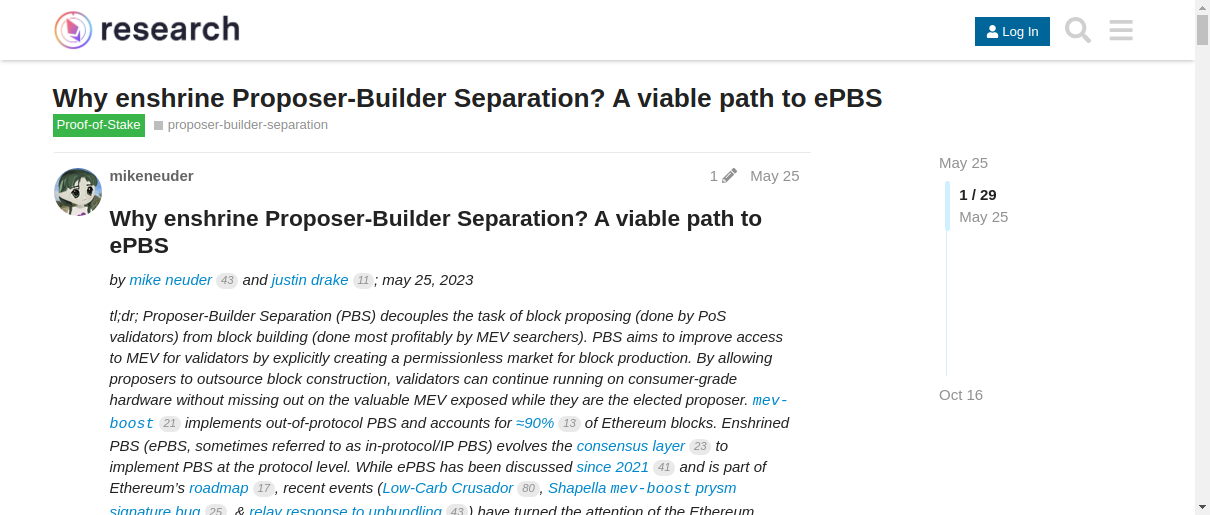 research
Log In
Why enshrine Proposer-Builder Separation? A viable path to ePBS
Proof-of-Stake proposer-builder-separation
mikeneuder 1 May 25
Why enshrine Proposer-Builder Separation? A viable path to
ePBS
by mike neuder 43 and justin drake 11 ; may 25, 2023
tl;dr; Proposer-Builder Separation (PBS) decouples the task of block proposing (done by PoS
validators) from block building (done most profitably by MEV searchers). PBS aims to improve access
to MEV for validators by explicitly creating a permissionless market for block production. By allowing
proposers to outsource block construction, validators can continue running on consumer-grade
hardware without missing out on the valuable MEV exposed while they are the elected proposer. mev-
boost 21 implements out-of-protocol PBS and accounts for ≈90% 13 of Ethereum blocks. Enshrined
PBS (ePBS, sometimes referred to as in-protocol/IP PBS) evolves the consensus layer 23 to
implement PBS at the protocol level. While ePBS has been discussed since 2021 41 and is part of
Ethereum’s roadmap 17 , recent events (Low-Carb Crusador 80 , Shapella mev-boost prysm
signature bug 25 , & relay response to unbundling 43 ) have turned the attention of the Ethereum
May 25
1 / 29
May 25
Oct 16